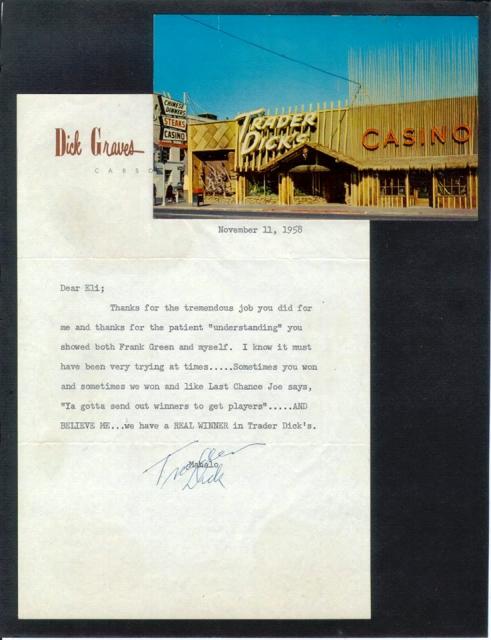 CHINESE
DINNERS
STEAKS
CASINO
TRADER
DICK'S
CASINO
Dick Graves
CARSO
November 11, 1958
Dear Eli;
Thanks for the tremendous job you did for
me and thanks for the patient "understanding" you
showed both Frank Green and myself. I know it must
have been very trying at times.....Sometimes you won
and sometimes we won and like Last Chance Joe says,
"Ya gotta send out winners to get players".....AND
BELIEVE ME...we have a REAL WINNER in Trader Dick's.
Mahalo
Trader
Dick